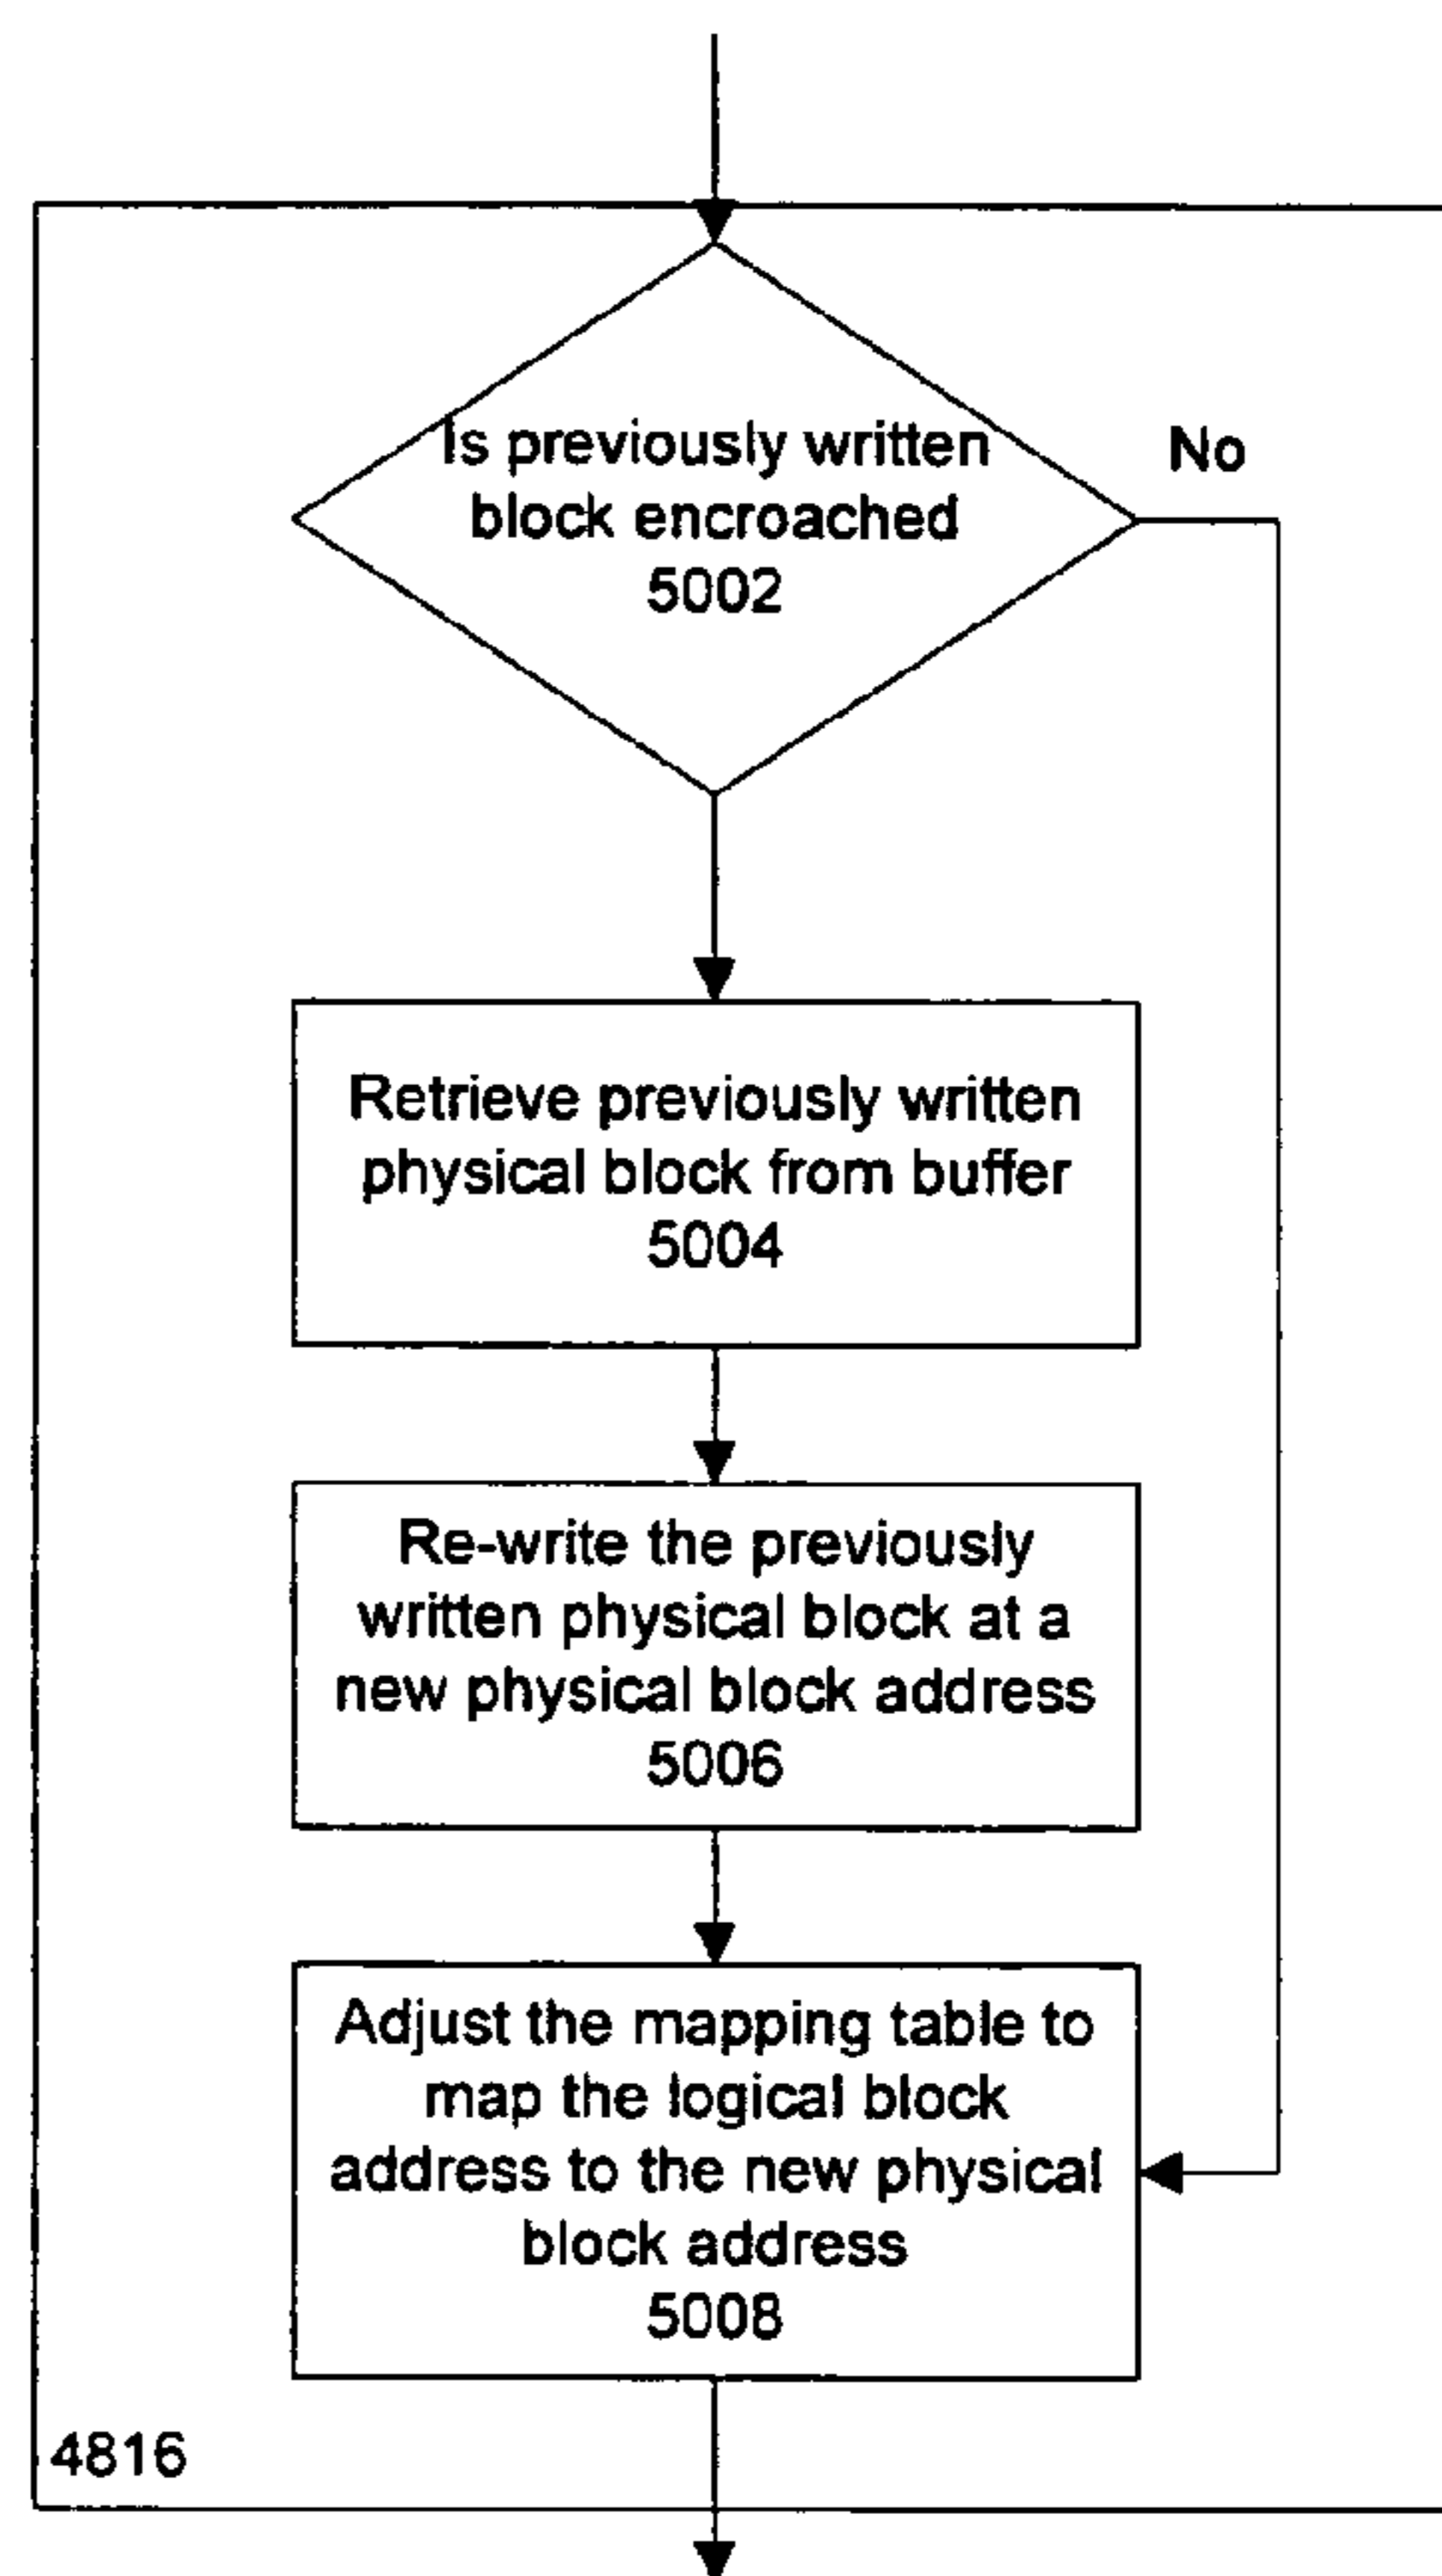 Is previously written
block encroached
5002
No
Retrieve previously written
physical block from buffer
5004
Re-write the previously
written physical block at a
new physical block address
5006
Adjust the mapping table to
map the logical block
address to the new physical
block address
5008
4816